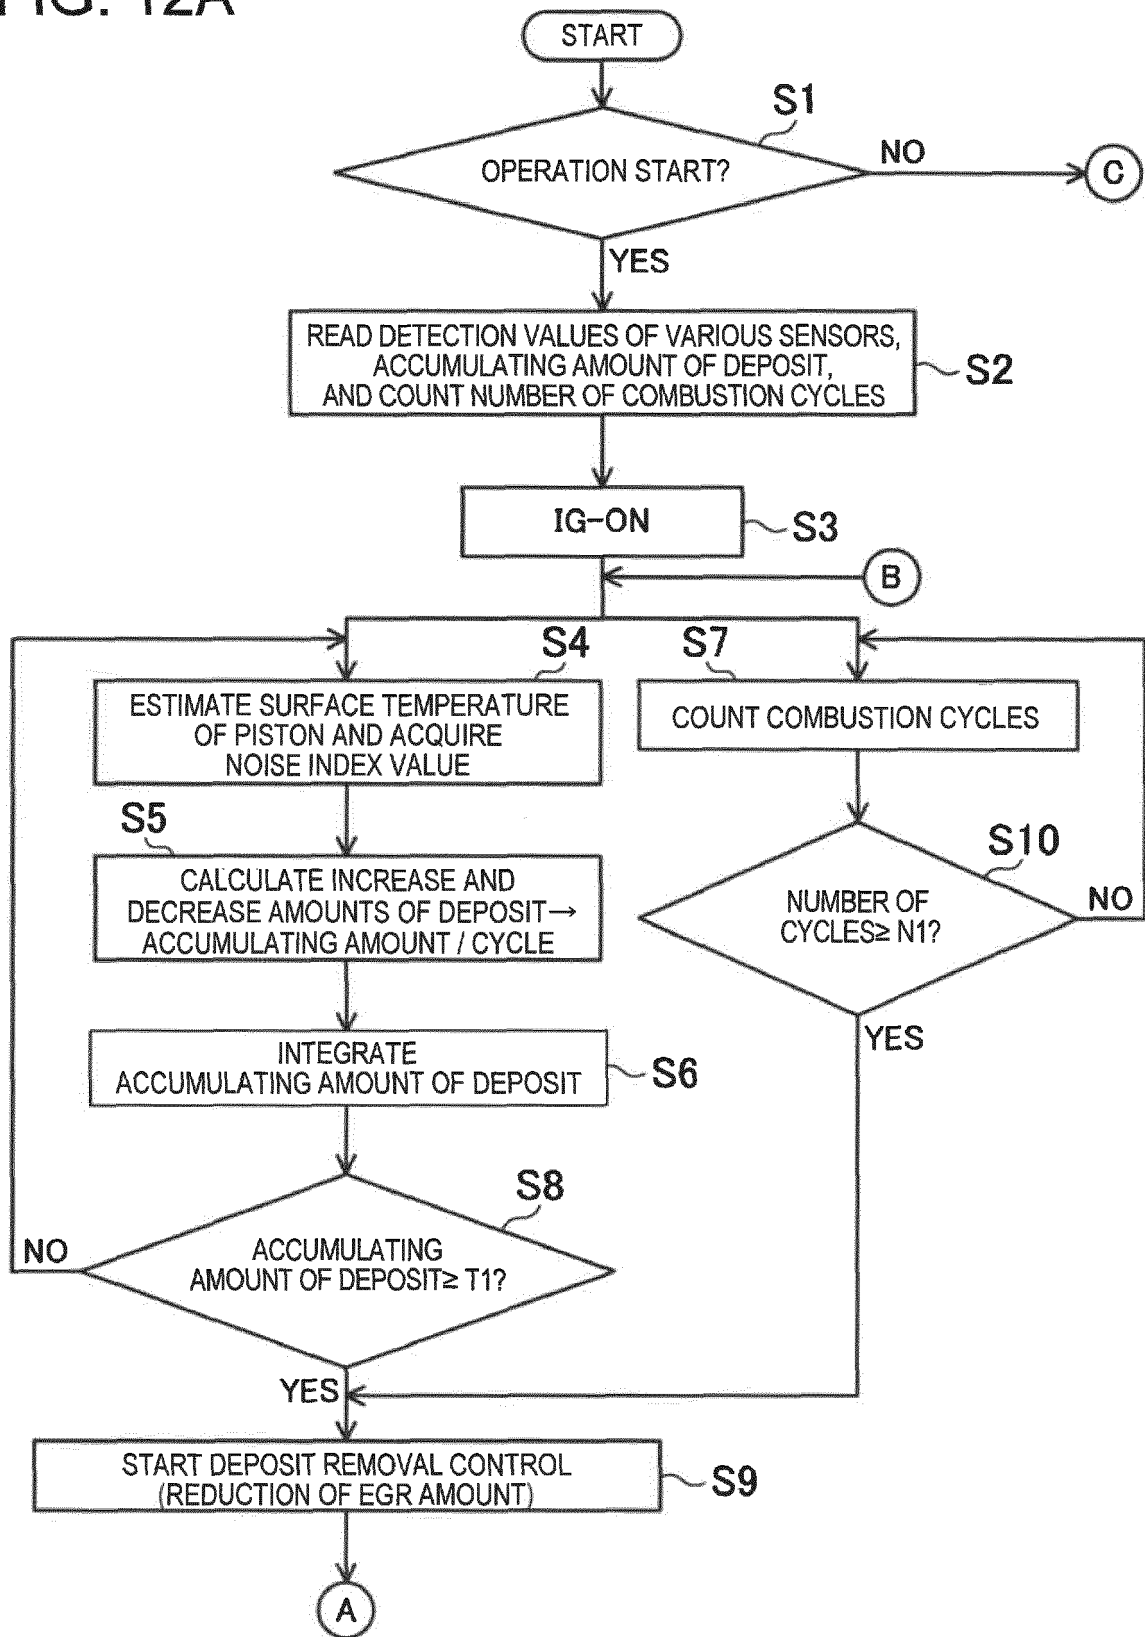 FIG. 12A
START
S1
OPERATION START?
NO
C
YES
READ DETECTION VALUES OF VARIOUS SENSORS,
ACCUMULATING AMOUNT OF DEPOSIT,
AND COUNT NUMBER OF COMBUSTION CYCLES
S2
IG-ON
S3
B
S4
ESTIMATE SURFACE TEMPERATURE
OF PISTON AND ACQUIRE
NOISE INDEX VALUE
S7
COUNT COMBUSTION CYCLES
S5
CALCULATE INCREASE AND
DECREASE AMOUNTS OF DEPOSIT→
ACCUMULATING AMOUNT / CYCLE
S10
NUMBER OF
CYCLES≥ N1?
NO
YES
INTEGRATE
ACCUMULATING AMOUNT OF DEPOSIT
S6
S8
ACCUMULATING
AMOUNT OF DEPOSIT≥ T1?
NO
YES
START DEPOSIT REMOVAL CONTROL
(REDUCTION OF EGR AMOUNT)
S9
A